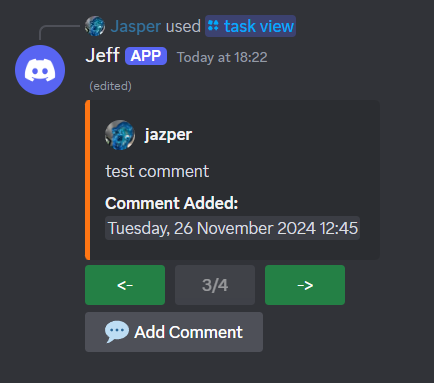 Jasper used task view
Jeff APP Today at 18:22
(edited)
jazper
test comment
Comment Added:
Tuesday, 26 November 2024 12:45
<- 3/4 ->
Add Comment